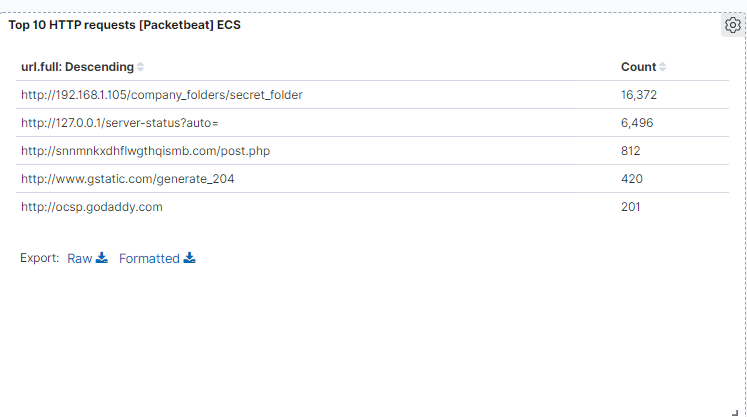 Top 10 HTTP requests [Packetbeat] ECS
url.full: Descending Count
http://192.168.1.105/company_folders/secret_folder 16,372
http://127.0.0.1/server-status?auto= 6,496
http://snnmnkxdhflwgthqismb.com/post.php 812
http://www.gstatic.com/generate_204 420
http://ocsp.godaddy.com 201
Export: Raw Formatted